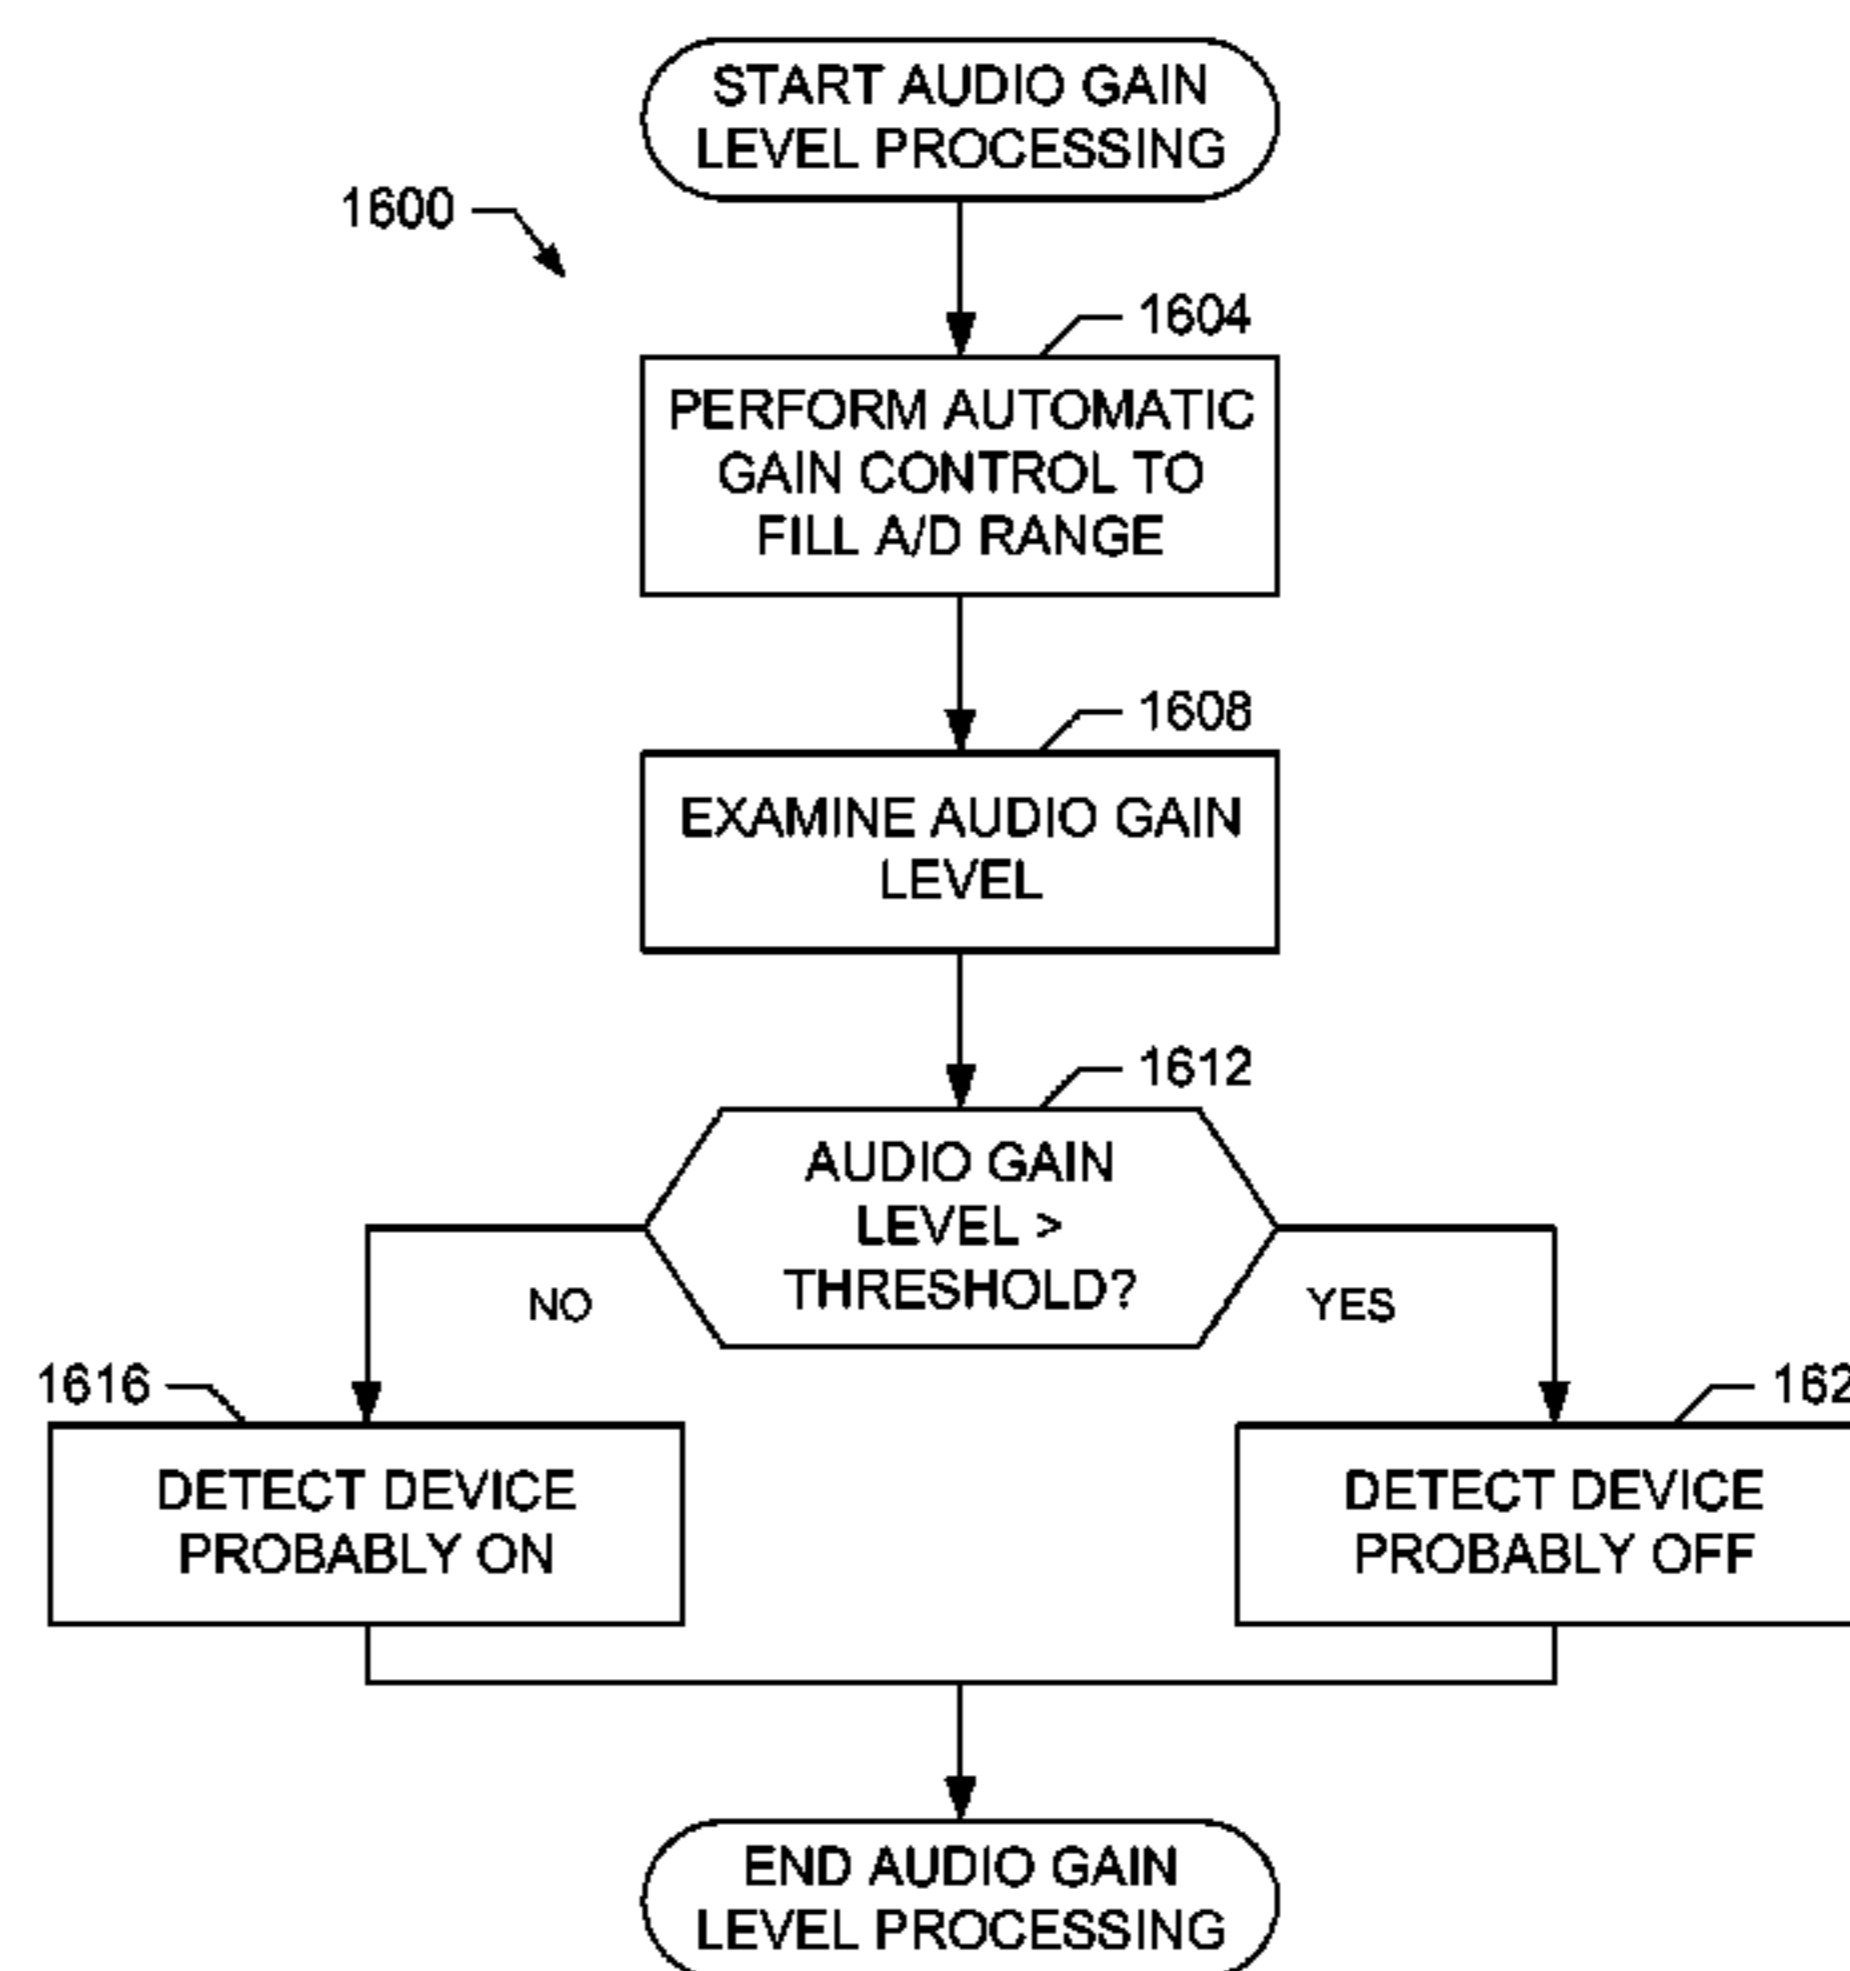 START AUDIO GAIN
LEVEL PROCESSING
1600
1604
PERFORM AUTOMATIC
GAIN CONTROL TO
FILL A/D RANGE
1608
EXAMINE AUDIO GAIN
LEVEL
1612
AUDIO GAIN
LEVEL >
THRESHOLD?
NO
YES
1616
DETECT DEVICE
PROBABLY ON
DETECT DEVICE
PROBABLY OFF
END AUDIO GAIN
LEVEL PROCESSING